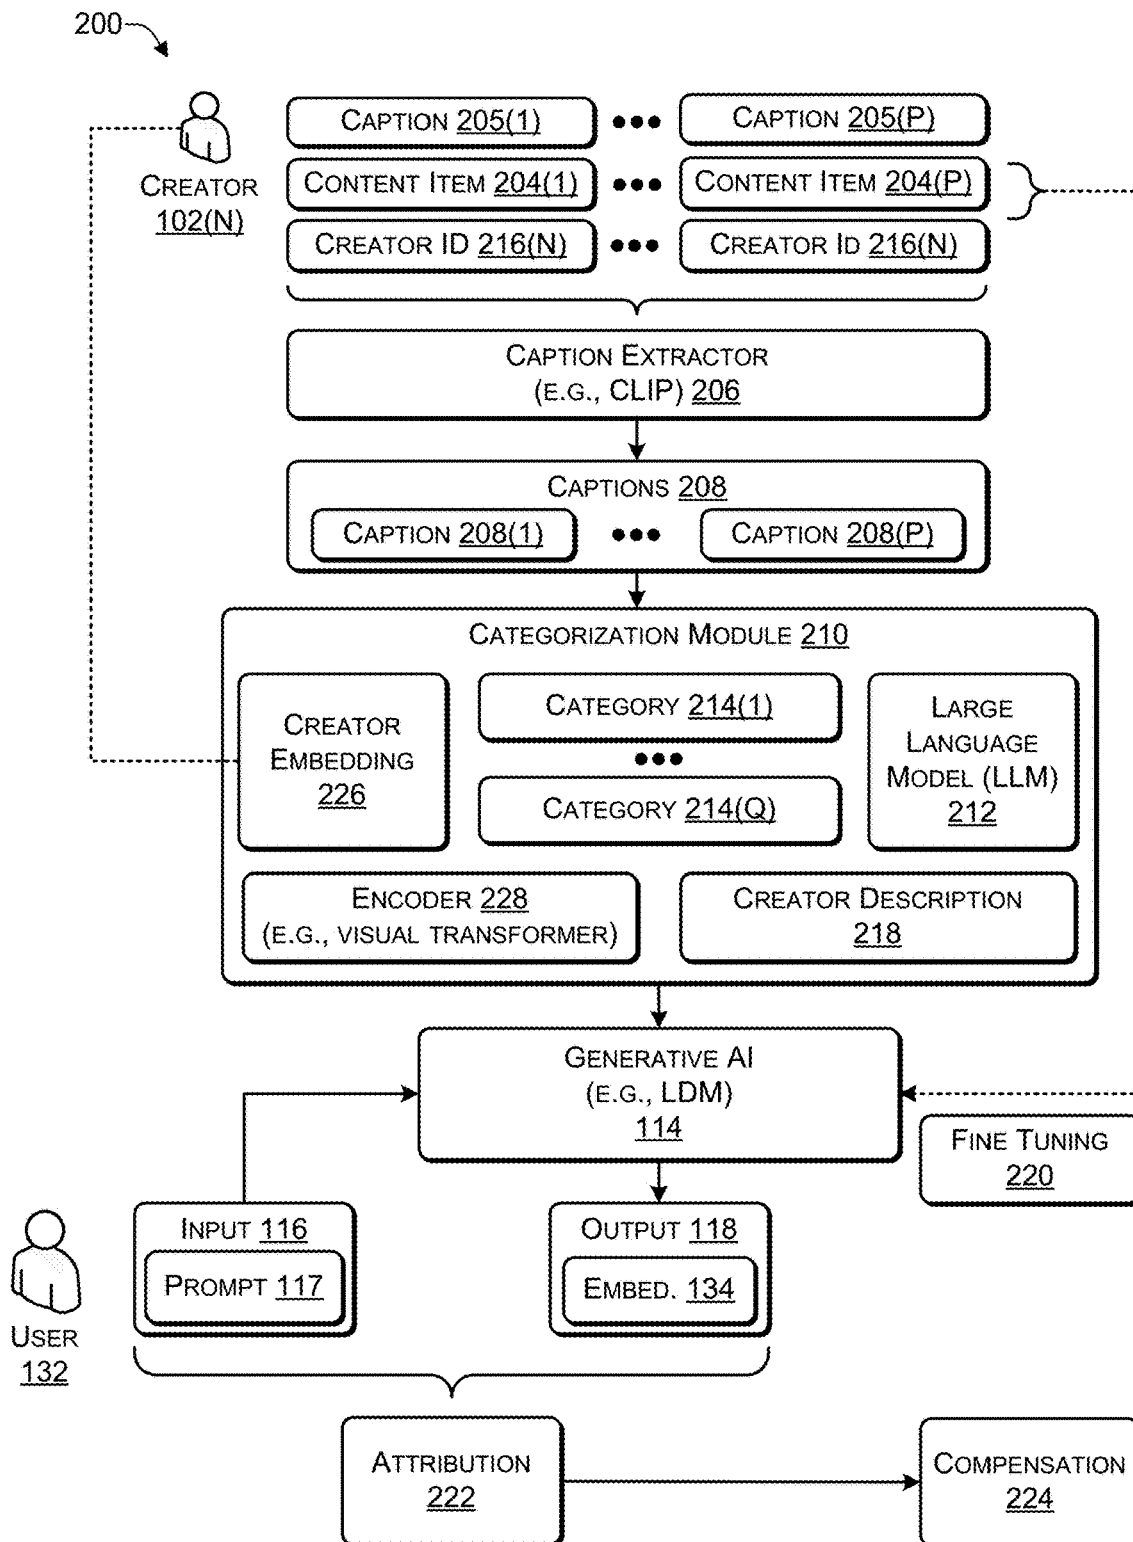 200
CAPTION 205(1) ••• CAPTION 205(P)
CREATOR
102(N)
CONTENT ITEM 204(1) ••• CONTENT ITEM 204(P)
CREATOR ID 216(N) ••• CREATOR ID 216(N)
CAPTION EXTRACTOR
(E.G., CLIP) 206
CAPTIONS 208
CAPTION 208(1) ••• CAPTION 208(P)
CATEGORIZATION MODULE 210
CREATOR
EMBEDDING
226
CATEGORY 214(1)
•••
CATEGORY 214(Q)
LARGE
LANGUAGE
MODEL (LLM)
212
ENCODER 228
(E.G., VISUAL TRANSFORMER)
CREATOR DESCRIPTION
218
GENERATIVE AI
(E.G., LDM)
114
FINE TUNING
220
USER
132
INPUT 116
PROMPT 117
OUTPUT 118
EMBED. 134
ATTRIBUTION
222
COMPENSATION
224